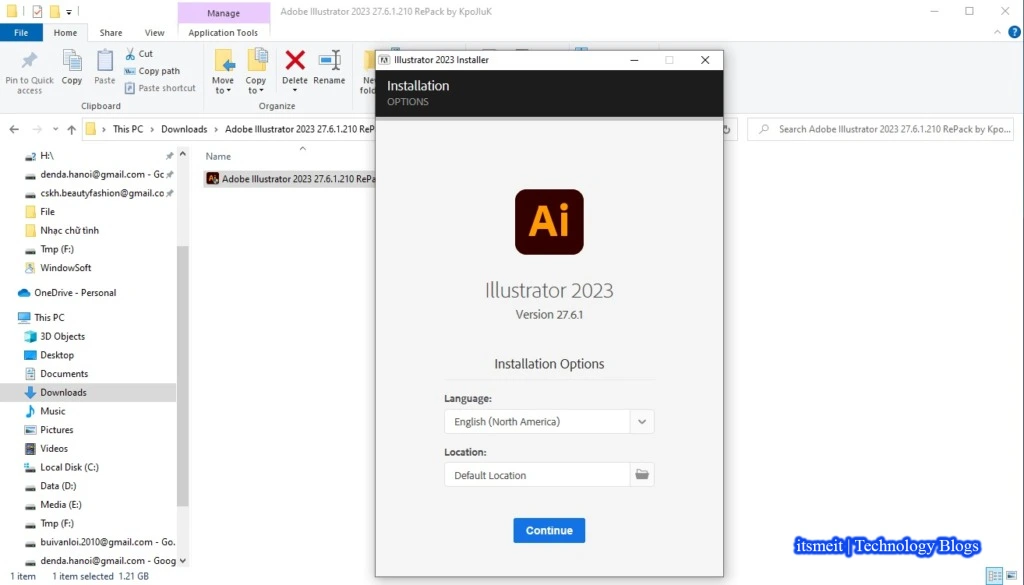 Manage
Adobe Illustrator 2023 27.6.1.210 RePack by KpoJIuK
File
Home
Share
View
Application Tools
Pin to Quick access
Copy
Paste
Cut
Copy path
Paste shortcut
Move to
Copy to
Delete
Rename
Clipboard
Organize
This PC > Downloads > Adobe Illustrator 2023 27.6.1.210 ReP
Search Adobe Illustrator 2023 27.6.1.210 RePack by Kpo...
H:\
denda.hanoi@gmail.com - Gc
cskh.beautyfashion@gmail.co
File
Nhạc chữ tình
Tmp (F:)
WindowSoft
OneDrive - Personal
This PC
3D Objects
Desktop
Documents
Downloads
Music
Pictures
Videos
Local Disk (C:)
Data (D:)
Media (E:)
Tmp (F:)
buivanloi.2010@gmail.com - Go.
denda.hanoi@gmail.com - Goog
Name
Adobe Illustrator 2023 27.6.1.210 RePa
Illustrator 2023 Installer
Installation
OPTIONS
Ai
Illustrator 2023
Version 27.6.1
Installation Options
Language:
English (North America)
Location:
Default Location
Continue
itsmeit | Technology Blogs
1 item
1 item selected 1.21 GB